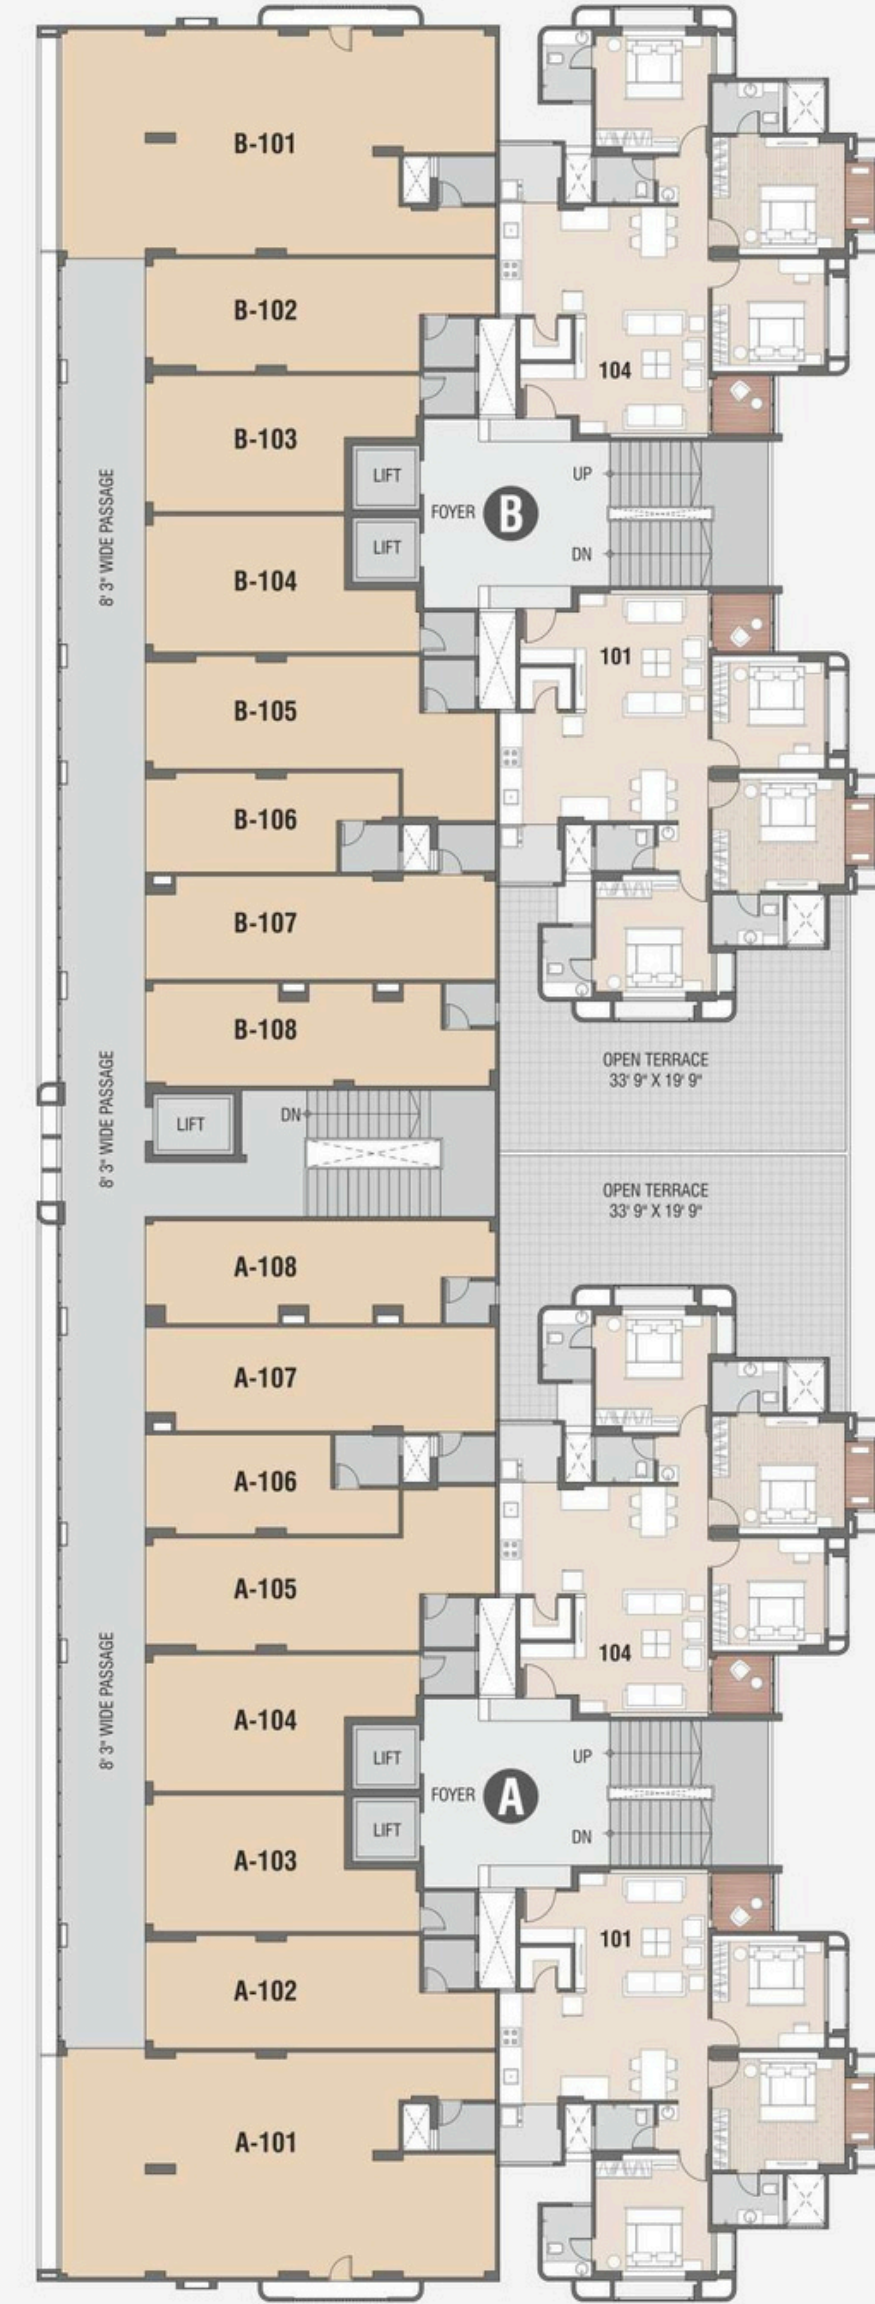 B-101
B-102
104
B-103
LIFT
UP
8' 3" WIDE PASSAGE
FOYER
B
LIFT
DN
B-104
101
B-105
B-106
B-107
B-108
OPEN TERRACE
33' 9" X 19' 9"
8' 3" WIDE PASSAGE
LIFT
DN
OPEN TERRACE
33' 9" X 19' 9"
A-108
A-107
A-106
A-105
104
8' 3" WIDE PASSAGE
A-104
LIFT
UP
FOYER
A
LIFT
DN
A-103
101
A-102
A-101